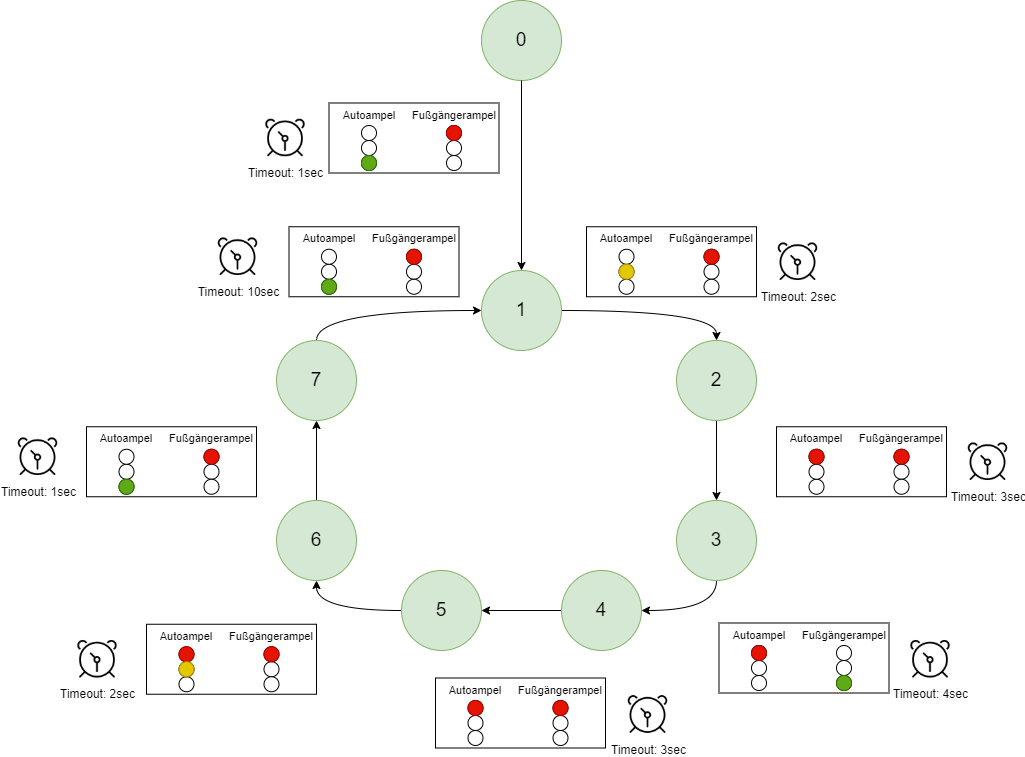 0
Autoampel Fußgängerampel
Timeout: 1sec
Autoampel Fußgängerampel
Timeout: 10sec
Autoampel Fußgängerampel
Timeout: 2sec
1
7
2
Autoampel Fußgängerampel
Timeout: 1sec
Autoampel Fußgängerampel
Timeout: 3sec
6
3
5
4
Autoampel Fußgängerampel
Timeout: 2sec
Autoampel Fußgängerampel
Timeout: 3sec
Autoampel Fußgängerampel
Timeout: 4sec